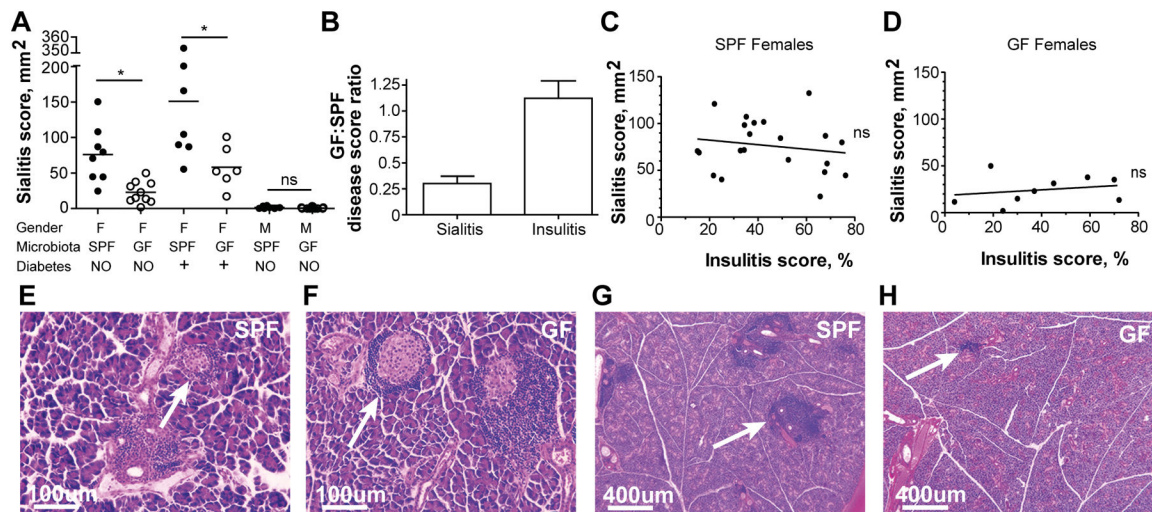 A
Sialitis score, mm2
360
350
200
150
100
50
0
*
*
ns
Gender F F F F M M
Microbiota SPF GF SPF GF SPF GF
Diabetes NO NO + + NO NO
B
GF:SPF
disease score ratio
1.25
1
0.75
0.50
0.25
0
Sialitis Insulitis
C
SPF Females
Sialitis score, mm2
150
100
50
0
0 20 40 60 80
ns
Insulitis score, %
D
GF Females
Sialitis score, mm2
150
100
50
0
0 20 40 60 80
ns
Insulitis score, %
E
SPF
100um
F
GF
100um
G
SPF
400um
H
GF
400um